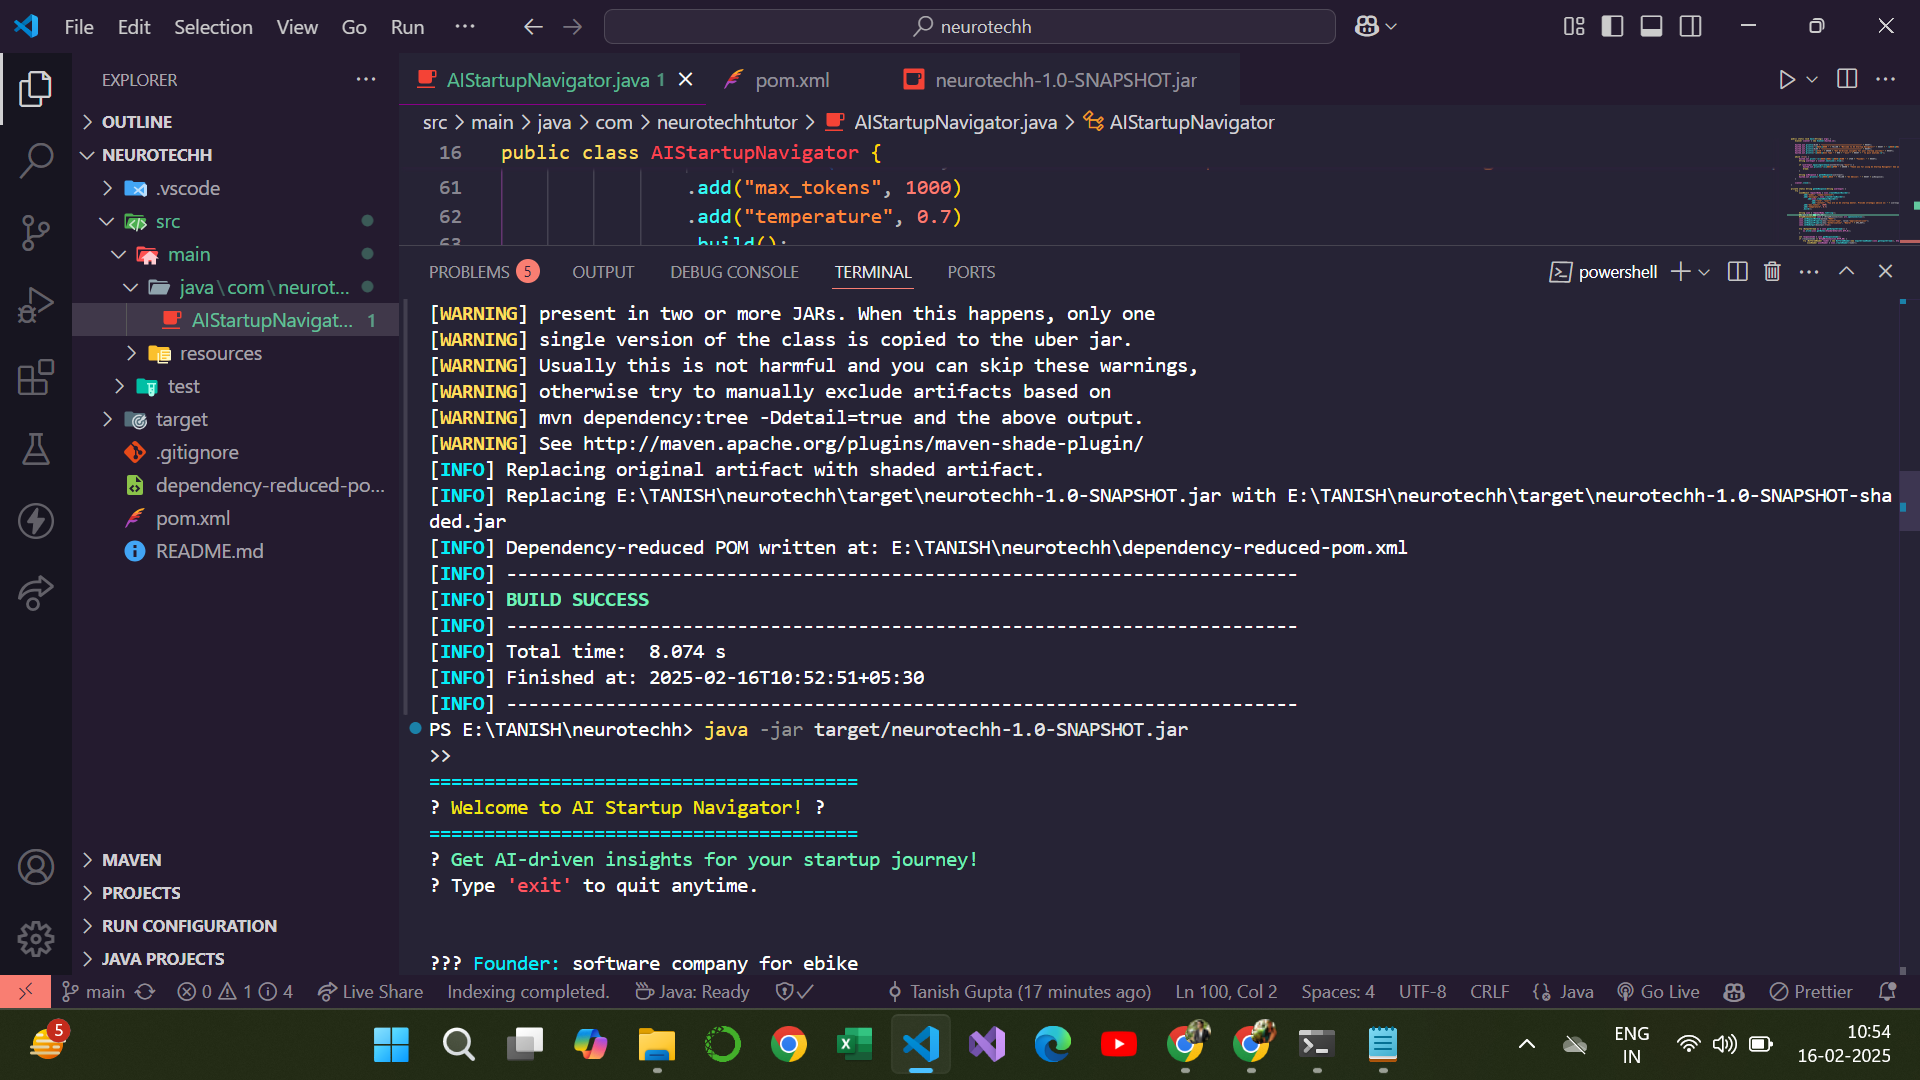 File Edit Selection View Go Run ··· neurotechh
EXPLORER ···
OUTLINE
NEUROTECHH
.vscode
src
main
java\com\neurot...
AIStartupNavigat... 1
resources
test
target
.gitignore
dependency-reduced-po...
pom.xml
README.md
MAVEN
PROJECTS
RUN CONFIGURATION
JAVA PROJECTS
AIStartupNavigator.java 1 pom.xml neurotechh-1.0-SNAPSHOT.jar
src > main > java > com > neurotechhtutor > AIStartupNavigator.java > AIStartupNavigator
16 public class AIStartupNavigator {
61 .add("max_tokens", 1000)
62 .add("temperature", 0.7)
63 .build();
PROBLEMS 5 OUTPUT DEBUG CONSOLE TERMINAL PORTS powershell
[WARNING] present in two or more JARs. When this happens, only one
[WARNING] single version of the class is copied to the uber jar.
[WARNING] Usually this is not harmful and you can skip these warnings,
[WARNING] otherwise try to manually exclude artifacts based on
[WARNING] mvn dependency:tree -Ddetail=true and the above output.
[WARNING] See http://maven.apache.org/plugins/maven-shade-plugin/
[INFO] Replacing original artifact with shaded artifact.
[INFO] Replacing E:\TANISH\neurotechh\target\neurotechh-1.0-SNAPSHOT.jar with E:\TANISH\neurotechh\target\neurotechh-1.0-SNAPSHOT-sha
ded.jar
[INFO] Dependency-reduced POM written at: E:\TANISH\neurotechh\dependency-reduced-pom.xml
[INFO] ------------------------------------------------------------------------
[INFO] BUILD SUCCESS
[INFO] ------------------------------------------------------------------------
[INFO] Total time:  8.074 s
[INFO] Finished at: 2025-02-16T10:52:51+05:30
[INFO] ------------------------------------------------------------------------
PS E:\TANISH\neurotechh> java -jar target/neurotechh-1.0-SNAPSHOT.jar
>>
=======================================
? Welcome to AI Startup Navigator! ?
=======================================
? Get AI-driven insights for your startup journey!
? Type 'exit' to quit anytime.
??? Founder: software company for ebike
main 0 1 4 Live Share Indexing completed. Java: Ready Tanish Gupta (17 minutes ago) Ln 100, Col 2 Spaces: 4 UTF-8 CRLF Java Go Live Prettier
5 ENG 10:54
IN 16-02-2025